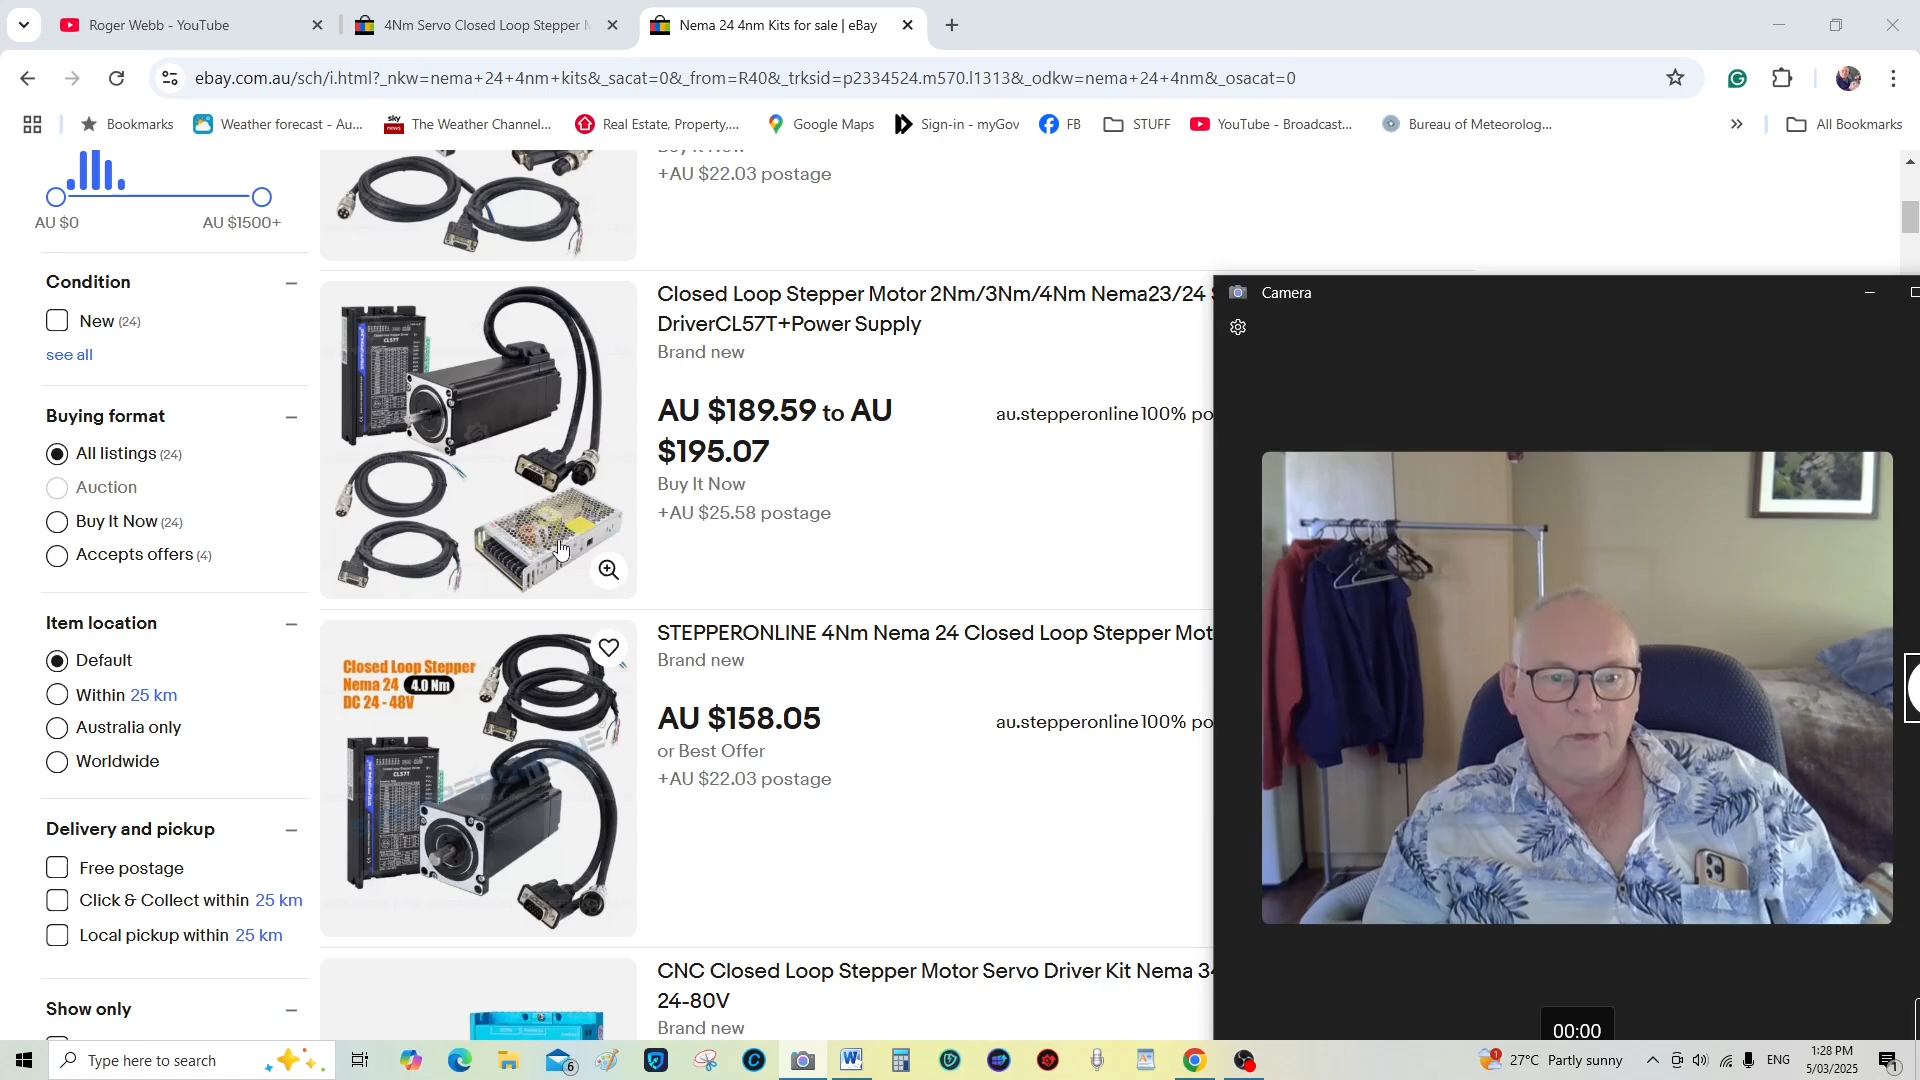 Roger Webb - YouTube
4Nm Servo Closed Loop Stepper
Nema 24 4nm Kits for sale | eBay
ebay.com.au/sch/i.html?_nkw=nema+24+4nm+kits&_sacat=0&_from=R40&_trksid=p2334524.m570.l1313&_odkw=nema+24+4nm&_osacat=0
Bookmarks
Weather forecast - Au...
sky news
The Weather Channel...
Real Estate, Property,...
Google Maps
Sign-in - myGov
FB
STUFF
YouTube - Broadcast...
Bureau of Meteorolog...
All Bookmarks
AU $0
AU $1500+
Condition
New (24)
see all
Buying format
All listings (24)
Auction
Buy It Now (24)
Accepts offers (4)
Item location
Default
Within 25 km
Australia only
Worldwide
Delivery and pickup
Free postage
Click & Collect within 25 km
Local pickup within 25 km
Show only
Buy It Now
+AU $22.03 postage
Closed Loop Stepper Motor 2Nm/3Nm/4Nm Nema23/24
DriverCL57T+Power Supply
Brand new
AU $189.59 to AU
$195.07
au.stepperonline 100% po
Buy It Now
+AU $25.58 postage
CL57T
Closed Loop Stepper
Nema 24 4.0 Nm
DC 24 - 48V
CL57T
STEPPERONLINE 4Nm Nema 24 Closed Loop Stepper Mot
Brand new
AU $158.05
au.stepperonline 100% po
or Best Offer
+AU $22.03 postage
CNC Closed Loop Stepper Motor Servo Driver Kit Nema 34
24-80V
Brand new
Camera
00:00
Type here to search
6
1
27°C Partly sunny
ENG
1:28 PM
5/03/2025
1